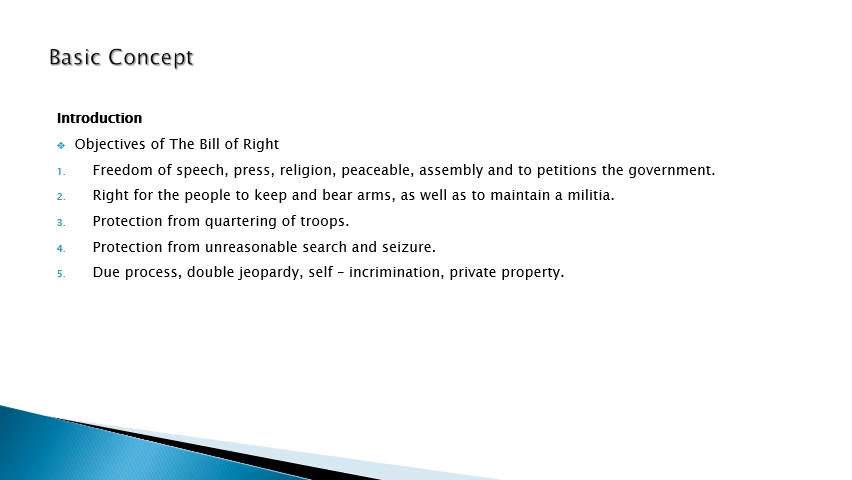 Basic Concept
Introduction
❖ Objectives of The Bill of Right
1. Freedom of speech, press, religion, peaceable, assembly and to petitions the government.
2. Right for the people to keep and bear arms, as well as to maintain a militia.
3. Protection from quartering of troops.
4. Protection from unreasonable search and seizure.
5. Due process, double jeopardy, self – incrimination, private property.